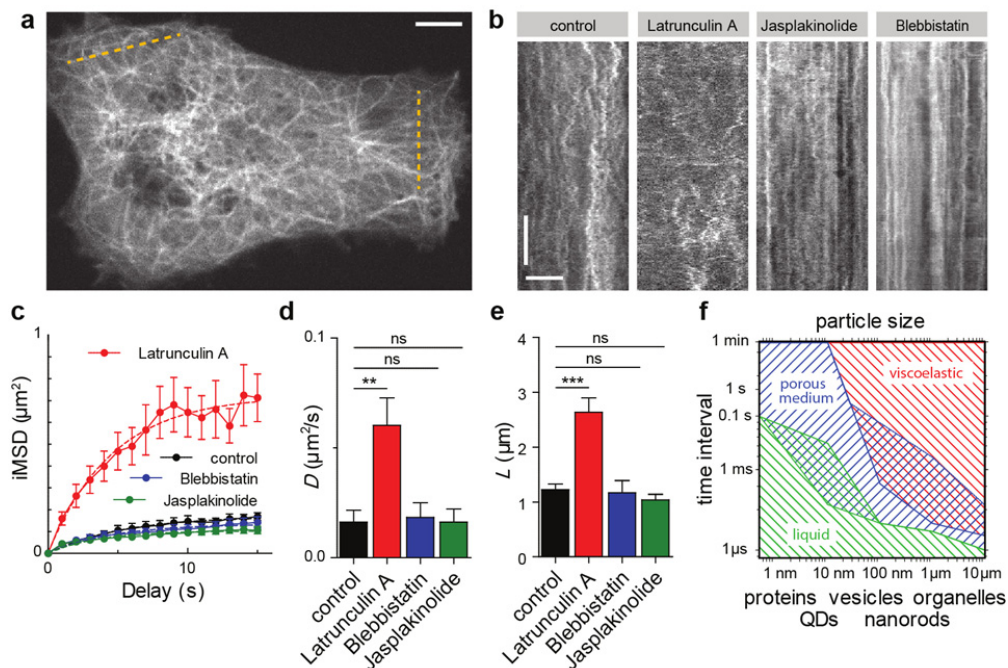 a
b
control
Latrunculin A
Jasplakinolide
Blebbistatin
c
iMSD (µm²)
1
0
Latrunculin A
control
Blebbistatin
Jasplakinolide
0
10
Delay (s)
d
D (µm²/s)
0.1
0.0
ns
ns
**
control
Latrunculin A
Blebbistatin
Jasplakinolide
e
L (µm)
4
3
2
1
0
ns
ns
***
control
Latrunculin A
Blebbistatin
Jasplakinolide
f
particle size
time interval
1 min
1 s
0.1 s
1 ms
1µs
porous
medium
viscoelastic
liquid
1 nm
10 nm
100 nm
1µm
10µm
proteins vesicles organelles
QDs nanorods